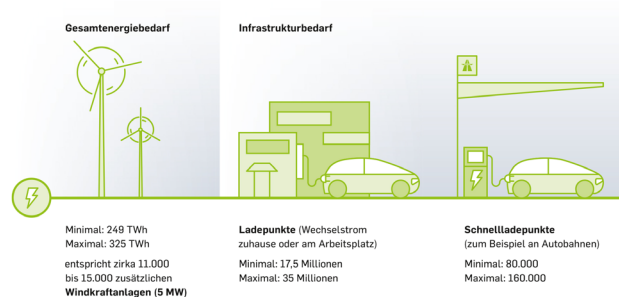 Gesamtenergiebedarf
Infrastrukturbedarf
Minimal: 249 TWh
Maximal: 325 TWh
entspricht zirka 11.000
bis 15.000 zusätzlichen
Windkraftanlagen (5 MW)
Ladepunkte (Wechselstrom
zuhause oder am Arbeitsplatz)
Minimal: 17,5 Millionen
Maximal: 35 Millionen
Schnellladepunkte
(zum Beispiel an Autobahnen)
Minimal: 80.000
Maximal: 160.000